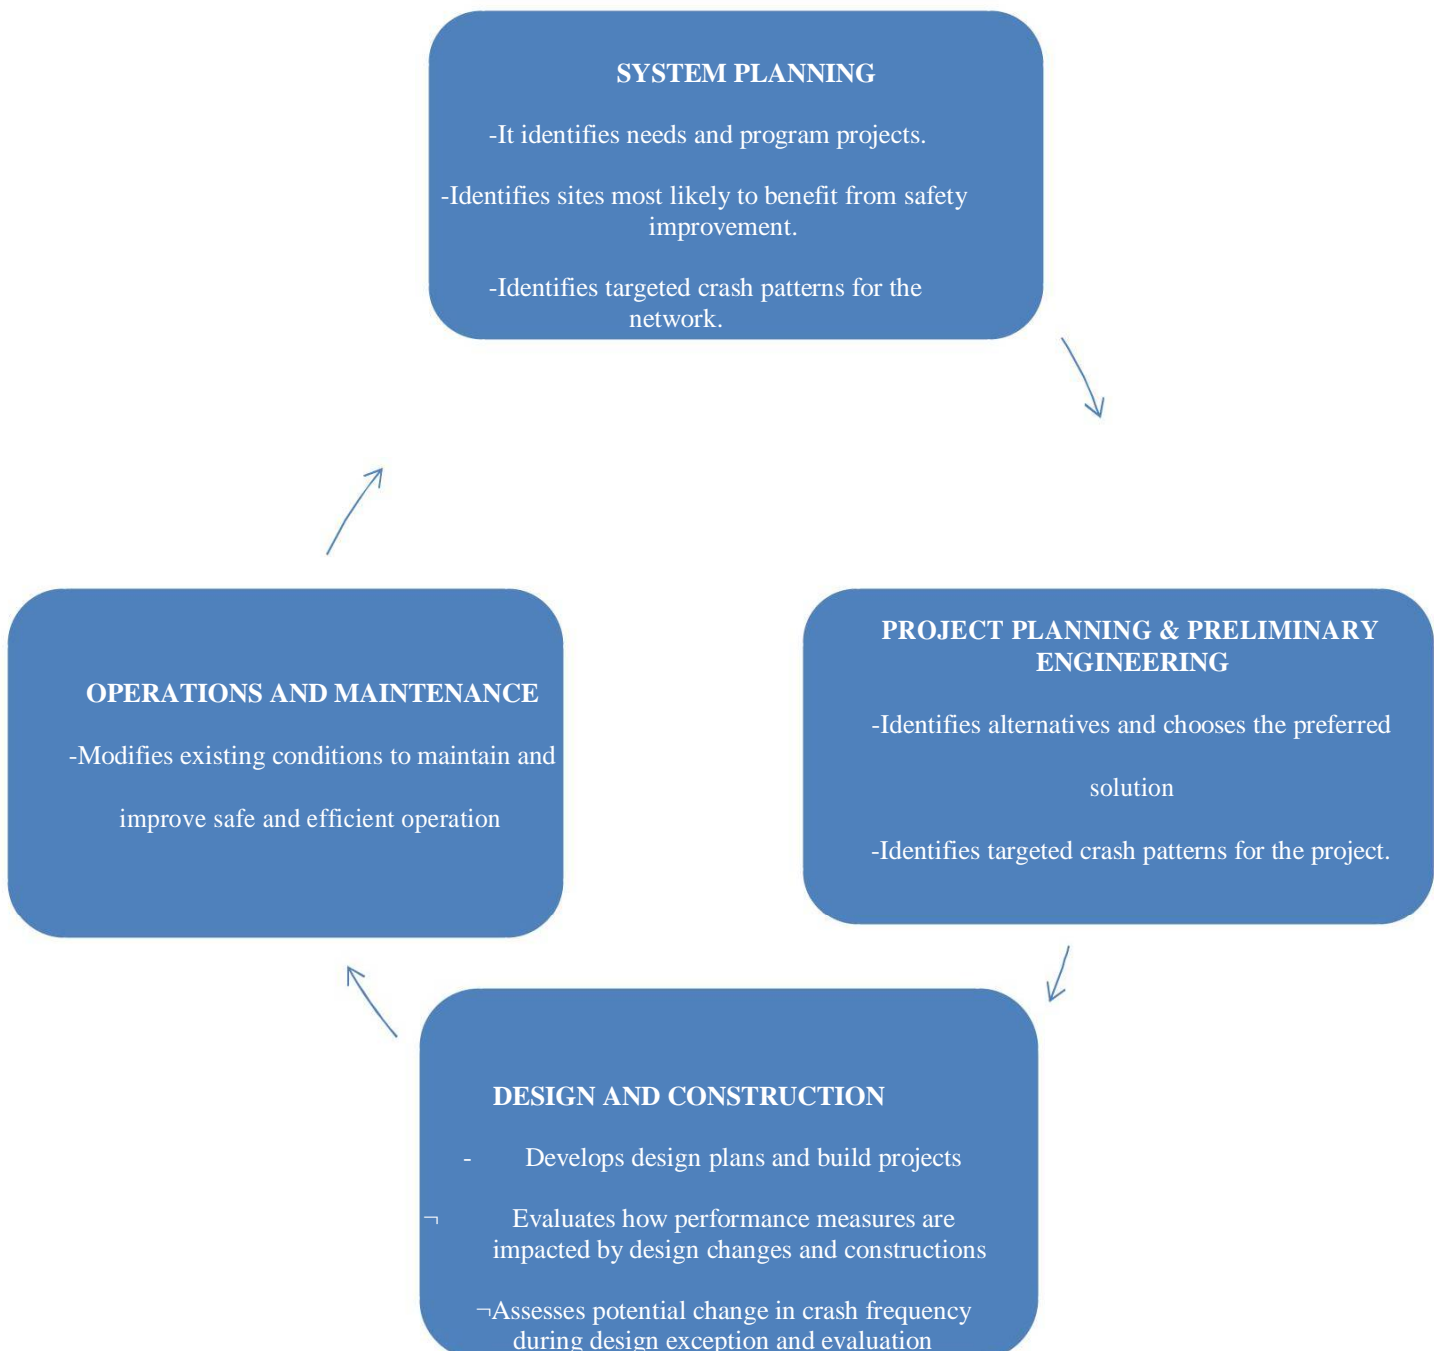 SYSTEM PLANNING
-It identifies needs and program projects.
-Identifies sites most likely to benefit from safety
improvement.
-Identifies targeted crash patterns for the
network.
PROJECT PLANNING & PRELIMINARY
ENGINEERING
-Identifies alternatives and chooses the preferred
solution
-Identifies targeted crash patterns for the project.
OPERATIONS AND MAINTENANCE
-Modifies existing conditions to maintain and
improve safe and efficient operation
DESIGN AND CONSTRUCTION
- Develops design plans and build projects
¬ Evaluates how performance measures are
impacted by design changes and constructions
¬Assesses potential change in crash frequency
during design exception and evaluation